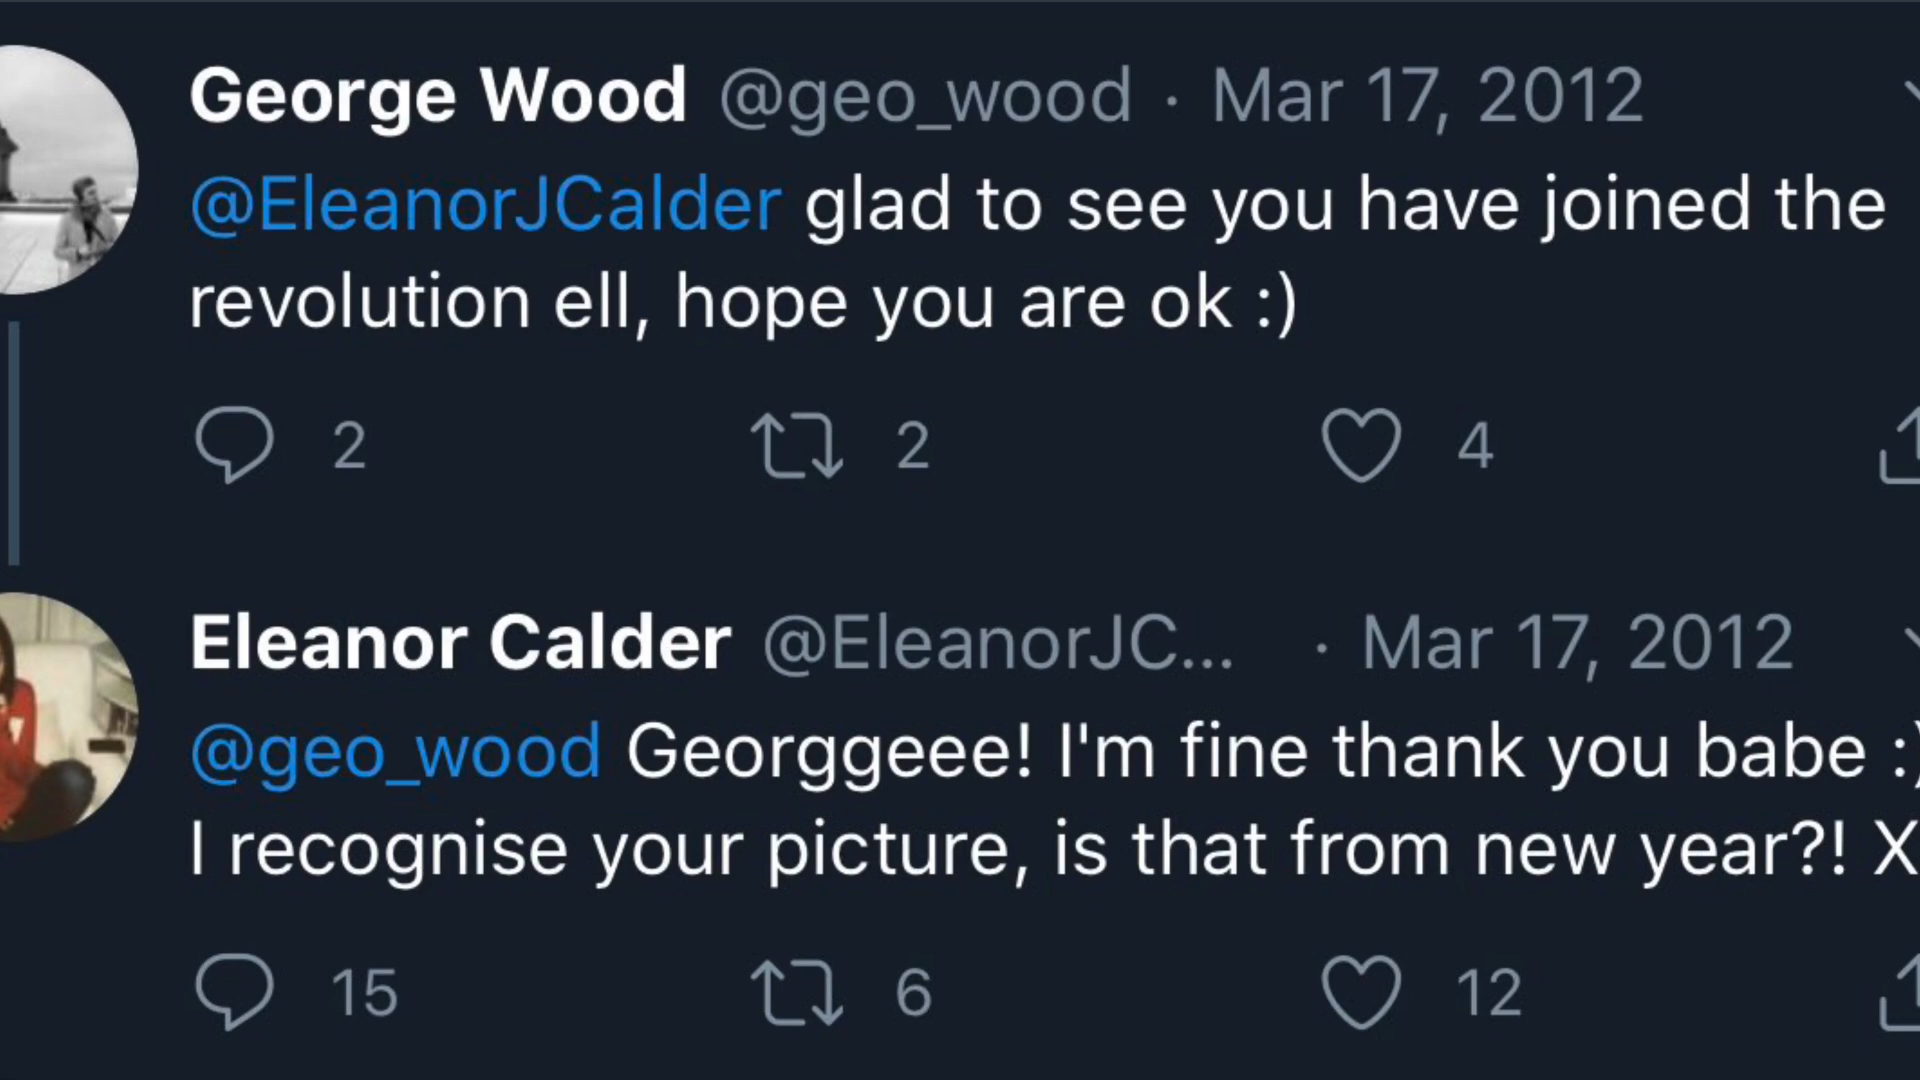 George Wood @geo_wood · Mar 17, 2012
@EleanorJCalder glad to see you have joined the
revolution ell, hope you are ok :)
2 2 4
Eleanor Calder @EleanorJC... · Mar 17, 2012
@geo_wood Georggeee! I'm fine thank you babe :)
I recognise your picture, is that from new year?! X
15 6 12